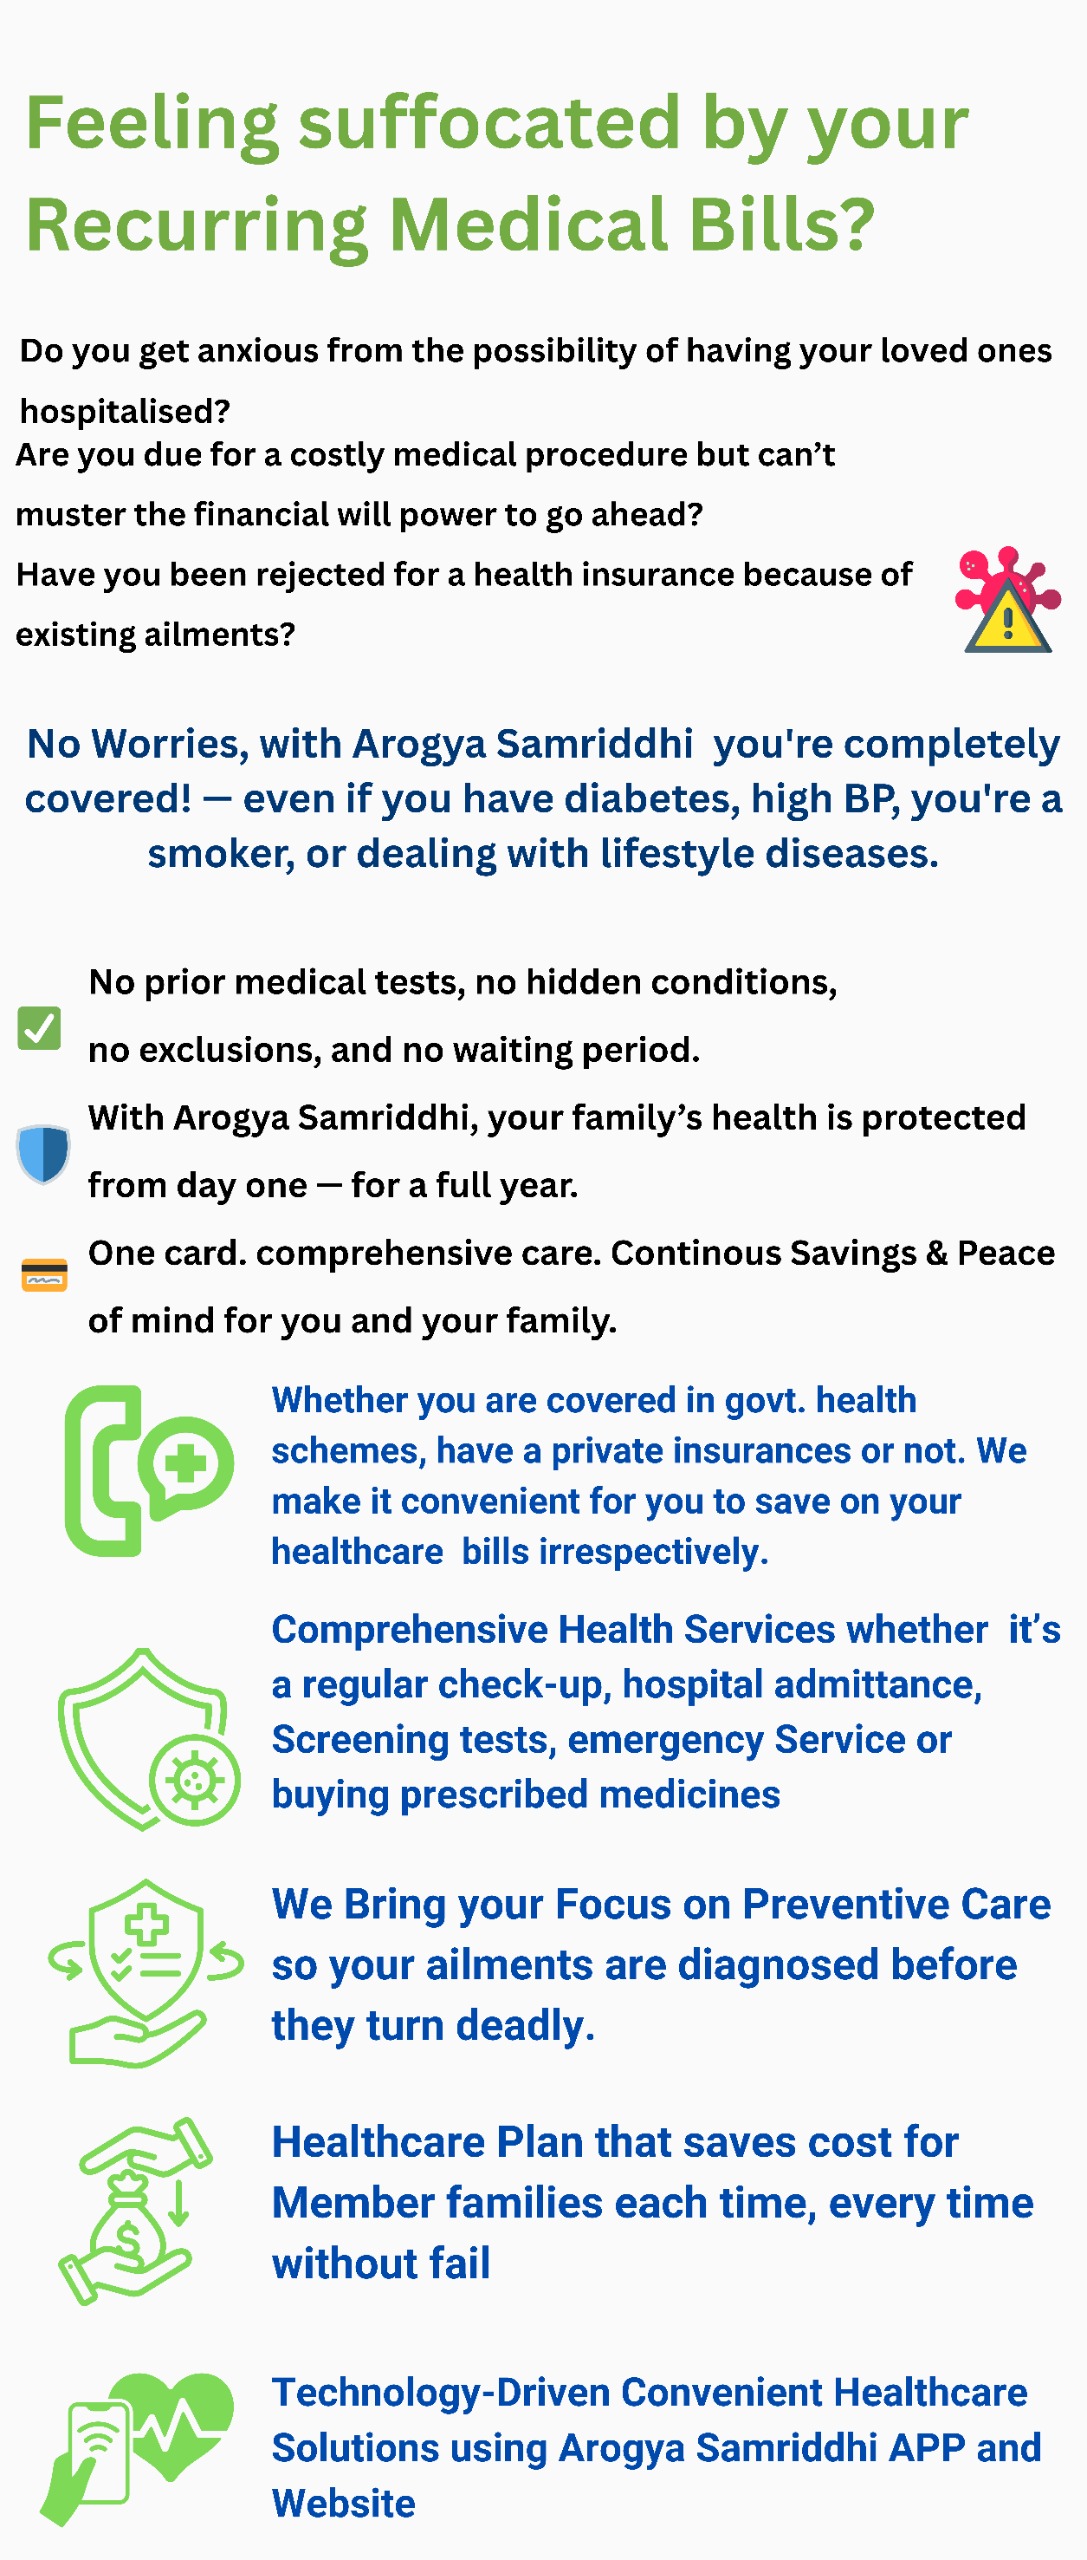 Feeling suffocated by your
Recurring Medical Bills?
Do you get anxious from the possibility of having your loved ones
hospitalised?
Are you due for a costly medical procedure but can’t
muster the financial will power to go ahead?
Have you been rejected for a health insurance because of
existing ailments?
No Worries, with Arogya Samriddhi  you're completely
covered! — even if you have diabetes, high BP, you're a
smoker, or dealing with lifestyle diseases.
No prior medical tests, no hidden conditions,
no exclusions, and no waiting period.
With Arogya Samriddhi, your family’s health is protected
from day one — for a full year.
One card. comprehensive care. Continous Savings & Peace
of mind for you and your family.
Whether you are covered in govt. health
schemes, have a private insurances or not. We
make it convenient for you to save on your
healthcare  bills irrespectively.
Comprehensive Health Services whether  it’s
a regular check-up, hospital admittance,
Screening tests, emergency Service or
buying prescribed medicines
We Bring your Focus on Preventive Care
so your ailments are diagnosed before
they turn deadly.
Healthcare Plan that saves cost for
Member families each time, every time
without fail
Technology-Driven Convenient Healthcare
Solutions using Arogya Samriddhi APP and
Website